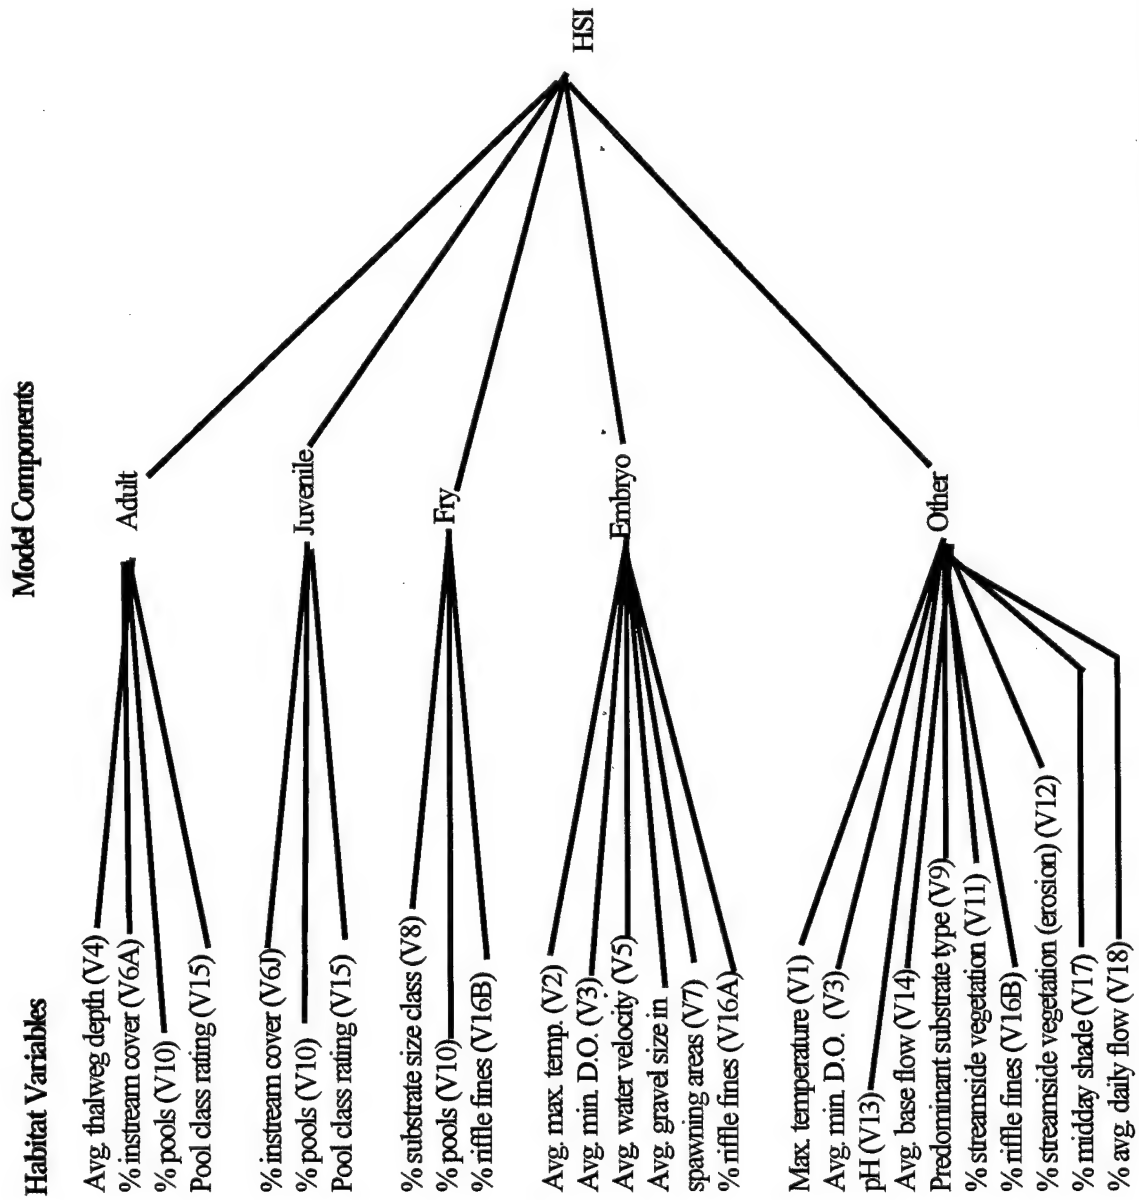 Habitat Variables
Model Components
Avg. thalweg depth (V4)
% instream cover (V6A)
% pools (V10)
Pool class rating (V15)
Adult
% instream cover (V6J)
% pools (V10)
Pool class rating (V15)
Juvenile
% substrate size class (V8)
% pools (V10)
% riffle fines (V16B)
Fry
Avg. max. temp. (V2)
Avg. min. D.O. (V3)
Avg. water velocity (V5)
Avg. gravel size in
spawning areas (V7)
% riffle fines (V16A)
Embryo
Max. temperature (V1)
Avg. min. D.O. (V3)
pH (V13)
Avg. base flow (V14)
Predominant substrate type (V9)
% streamside vegetation (V11)
% riffle fines (V16B)
% streamside vegetation (erosion) (V12)
% midday shade (V17)
% avg. daily flow (V18)
Other
HSI